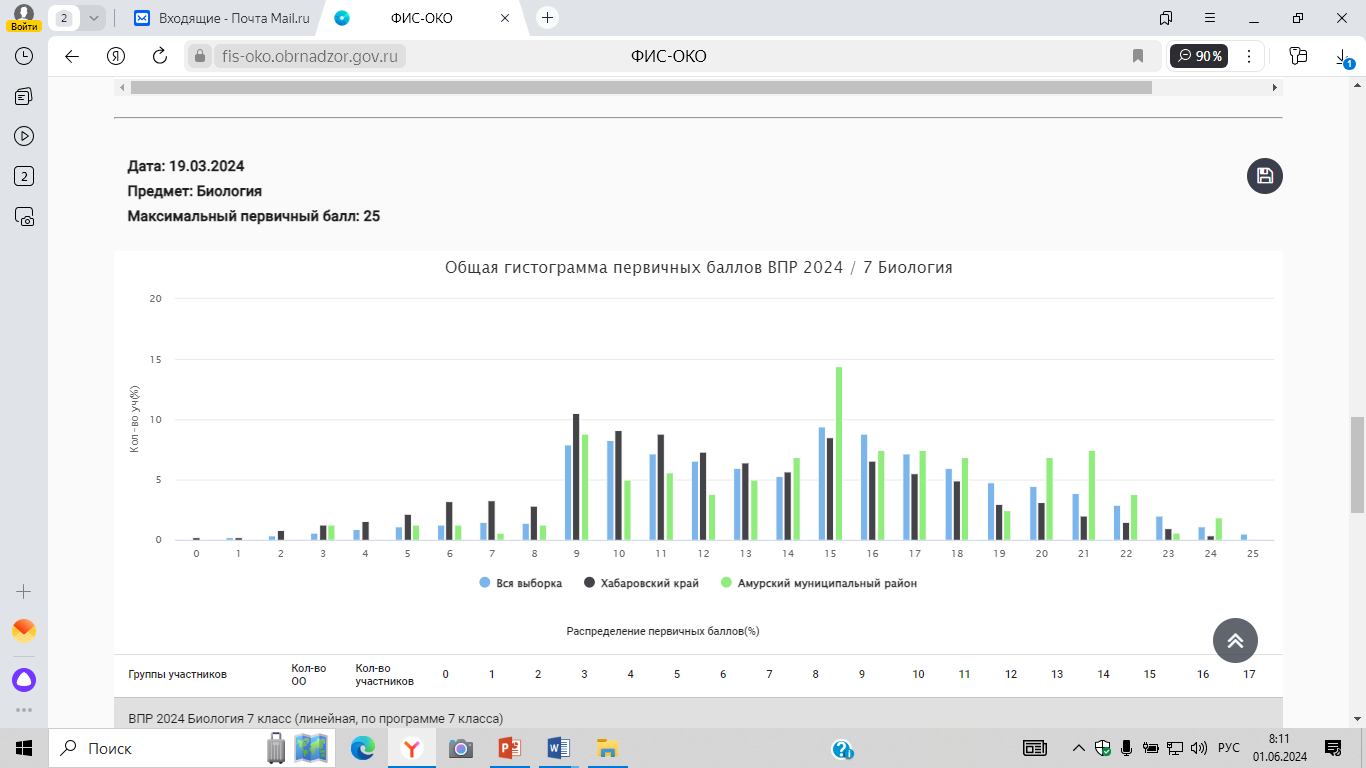 Войти
2
Входящие - Почта Mail.ru
ФИС-ОКО
fis-oko.obrnadzor.gov.ru
ФИС-ОКО
90%
1
2
Дата: 19.03.2024
Предмет: Биология
Максимальный первичный балл: 25
Общая гистограмма первичных баллов ВПР 2024 / 7 Биология
20
15
10
5
0
Кол-во уч(%)
0 1 2 3 4 5 6 7 8 9 10 11 12 13 14 15 16 17 18 19 20 21 22 23 24 25
Вся выборка Хабаровский край Амурский муниципальный район
Распределение первичных баллов(%)
Группы участников Кол-во ОО Кол-во участников 0 1 2 3 4 5 6 7 8 9 10 11 12 13 14 15 16 17
ВПР 2024 Биология 7 класс (линейная, по программе 7 класса)
Поиск
РУС
8:11
01.06.2024